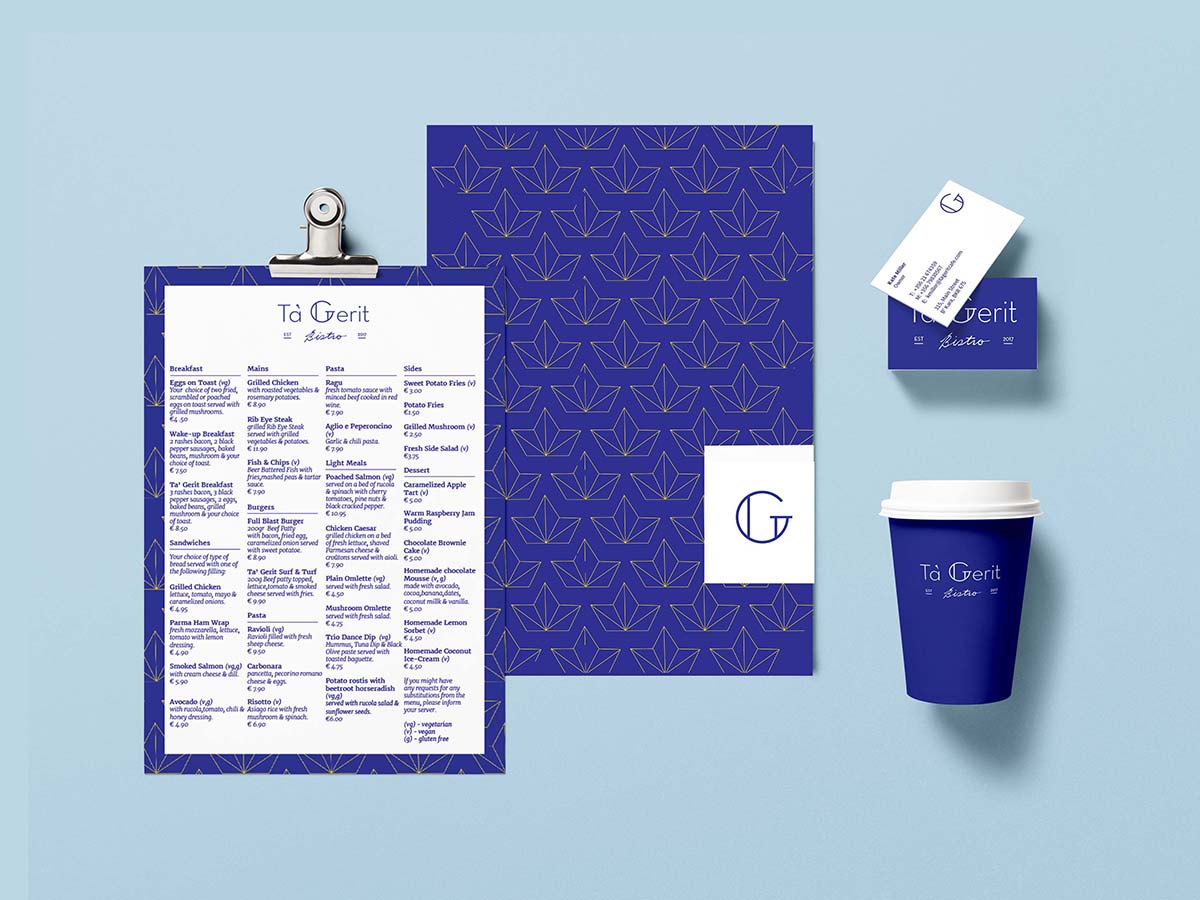 Tà Gerit
EST Bistro 2017
Breakfast
Eggs on Toast (vg)
Your choice of two fried,
scrambled or poached
eggs on toast served with
grilled mushrooms.
€4 .50
Wake-up Breakfast
2 rashes bacon, 2 black
pepper sausages, baked
beans, mushroom & your
choice of toast.
€ 7.50
Ta' Gerit Breakfast
3 rashes bacon, 3 black
pepper sausages, 2 eggs,
baked beans, grilled
mushroom & your choice
of toast.
€ 8.50
Sandwiches
Your choice of type of
bread served with one of
the following filling:
Grilled Chicken
lettuce, tomato, mayo &
caramelized onions.
€ 4.95
Parma Ham Wrap
fresh mozzarella, lettuce,
tomato with lemon
dressing.
€ 4.90
Smoked Salmon (vg,g)
with cream cheese & dill.
€ 5.90
Avocado (v,g)
with rucola,tomato, chili &
honey dressing.
€ 4.90
Mains
Grilled Chicken
with roasted vegetables &
rosemary potatoes.
€ 8.90
Rib Eye Steak
grilled Rib Eye Steak
served with grilled
vegetables & potatoes.
€ 11.90
Fish & Chips (v)
Beer Battered Fish with
fries,mashed peas & tartar
sauce.
€ 7.90
Burgers
Full Blast Burger
200gr Beef Patty
with bacon, fried egg,
caramelized onion served
with sweet potatoe.
€ 8.90
Ta' Gerit Surf & Turf
200g Beef patty topped,
lettuce,tomato & smoked
cheese served with fries.
€ 9.90
Pasta
Ravioli (vg)
Ravioli filled with fresh
sheep cheese.
€ 9.90
Carbonara
pancetta, pecorino romano
cheese & eggs.
€ 7.90
Risotto (v)
Asiago rice with fresh
mushroom & spinach.
€ 6.90
Pasta
Ragu
fresh tomato sauce with
minced beef cooked in red
wine.
€ 7.90
Aglio e Peperoncino
(v)
Garlic & chili pasta.
€ 7.90
Light Meals
Poached Salmon (vg)
served on a bed of rucola
& spinach with cherry
tomatoes, pine nuts &
black cracked pepper.
€ 10.95
Chicken Caesar
grilled chicken on a bed
of fresh lettuce, shaved
Parmesan cheese &
croûtons served with aioli.
€ 7.90
Plain Omlette (vg)
served with fresh salad.
€ 4.50
Mushroom Omlette
served with fresh salad.
€ 4.75
Trio Dance Dip (vg)
Hummus, Tuna Dip & Black
Olive paste served with
toasted baguette.
€ 4.75
Potato rostis with
beetroot horseradish
(vg,g)
served with rucola salad &
sunflower seeds.
€6.00
Sides
Sweet Potato Fries (v)
€ 3.00
Potato Fries
€1.50
Grilled Mushroom (v)
€ 2.50
Fresh Side Salad (v)
€3.75
Dessert
Caramelized Apple
Tart (v)
€ 5.00
Warm Raspberry Jam
Pudding
€ 5.00
Chocolate Brownie
Cake (v)
€ 5.00
Homemade chocolate
Mousse (v, g)
made with avocado,
cocoa,banana,dates,
coconut milk & vanilla.
€ 5.00
Homemade Lemon
Sorbet (v)
€ 4.50
Homemade Coconut
Ice-Cream (v)
€ 4.50
If you might have
any requests for any
substitutions from the
menu, please inform
your server.
(vg) - vegetarian
(v) - vegan
(g) - gluten free
G
G
Kate Miller
Owner
T: +356 21 674359
M: +356 79830567
E: kmiller@tageritcafe.com
315, Main Street
B' Kara, BKR 675
Tà Gerit
EST Bistro 2017
Tà Gerit
EST Bistro 2017